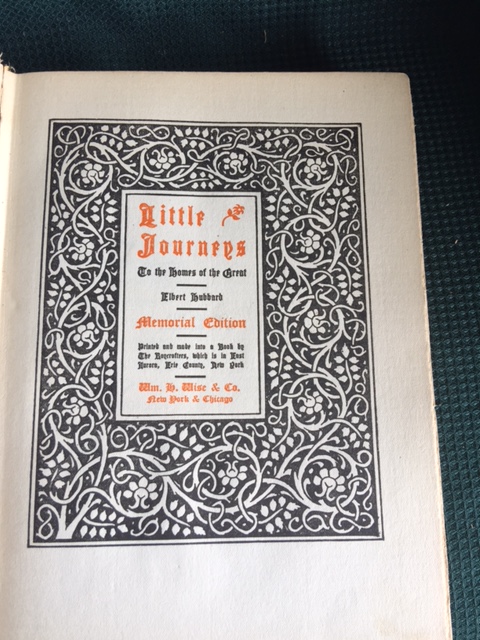 Little
Journeys
To the Homes of the Great
Elbert Hubbard
Memorial Edition
Printed and made into a Book by
The Roycrofters, which is in East
Aurora, Erie County, New York
Wm. H. Wise & Co.
New York & Chicago